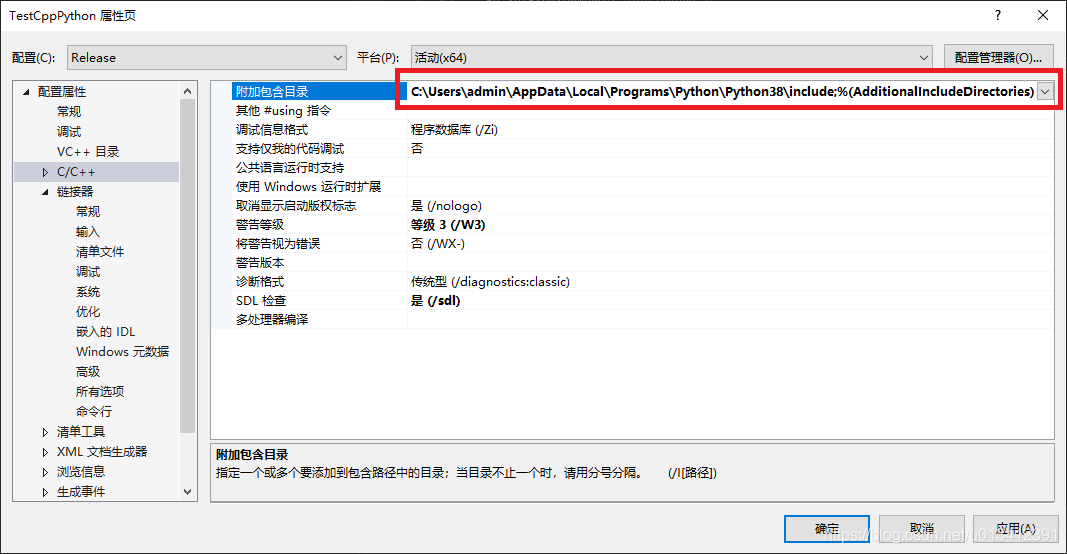 TestCppPython 属性页
配置(C): Release 平台(P): 活动(x64) 配置管理器(O)...
配置属性
常规
调试
VC++ 目录
C/C++
链接器
常规
输入
清单文件
调试
系统
优化
嵌入的 IDL
Windows 元数据
高级
所有选项
命令行
清单工具
XML 文档生成器
浏览信息
生成事件
附加包含目录 C:\Users\admin\AppData\Local\Programs\Python\Python38\include;%(AdditionalIncludeDirectories)
其他 #using 指令
调试信息格式 程序数据库 (/Zi)
支持仅我的代码调试 否
公共语言运行时支持
使用 Windows 运行时扩展
取消显示启动版权标志 是 (/nologo)
警告等级 等级 3 (/W3)
将警告视为错误 否 (/WX-)
警告版本
诊断格式 传统型 (/diagnostics:classic)
SDL 检查 是 (/sdl)
多处理器编译
附加包含目录
指定一个或多个要添加到包含路径中的目录；当目录不止一个时，请用分号分隔。 (/I[路径])
确定 取消 应用(A)